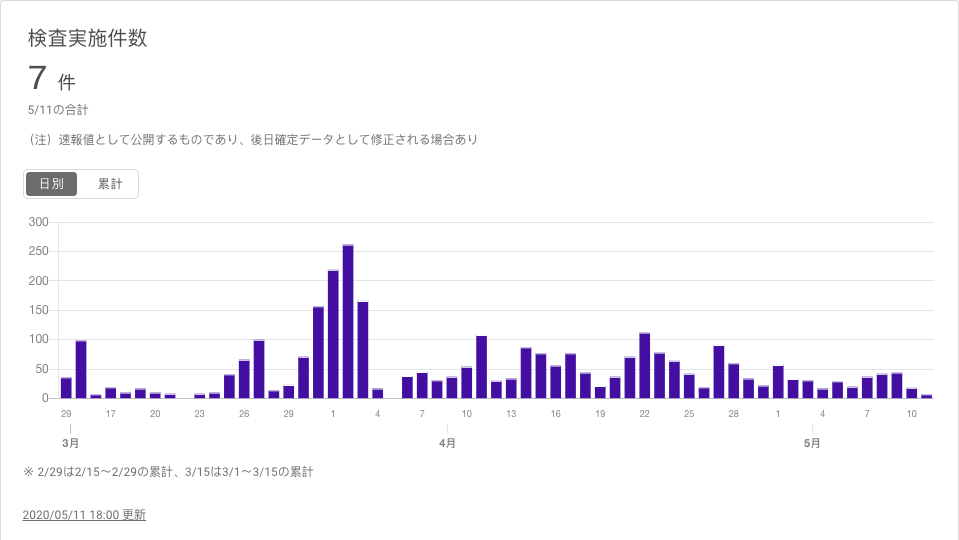 検査実施件数
7 件
5/11の合計
（注）速報値として公開するものであり、後日確定データとして修正される場合あり
日別 累計
300
250
200
150
100
50
0
29 17 20 23 26 29 1 4 7 10 13 16 19 22 25 28 1 4 7 10
3月 4月 5月
※ 2/29は2/15〜2/29の累計、3/15は3/1〜3/15の累計
2020/05/11 18:00 更新